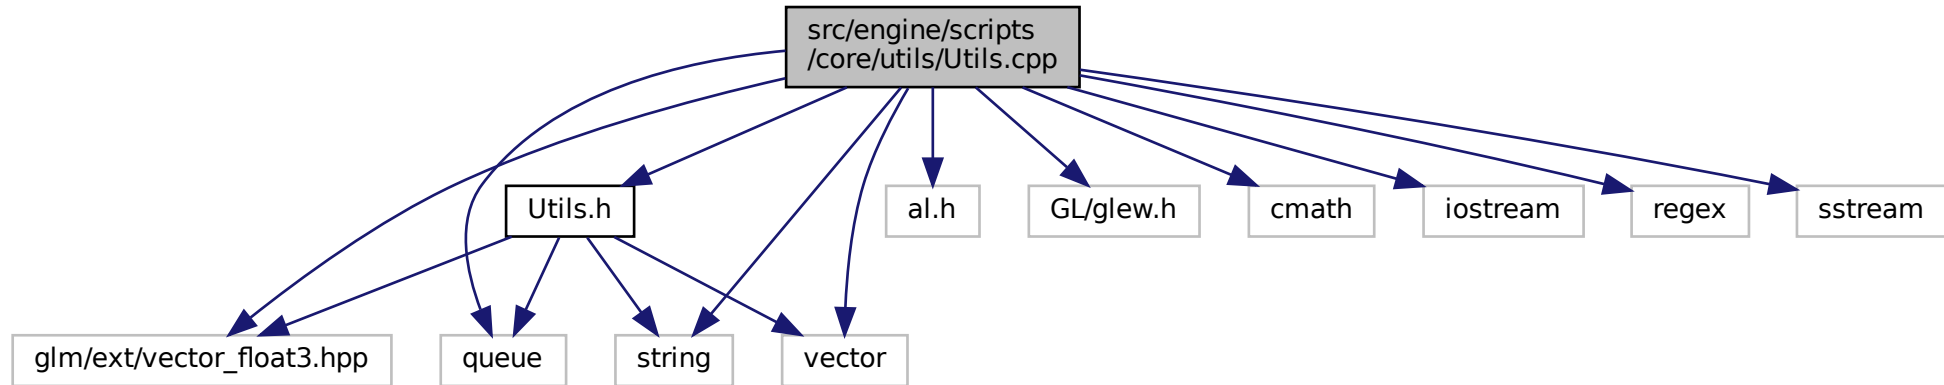 src/engine/scripts
/core/utils/Utils.cpp
Utils.h
al.h
GL/glew.h
cmath
iostream
regex
sstream
glm/ext/vector_float3.hpp
queue
string
vector